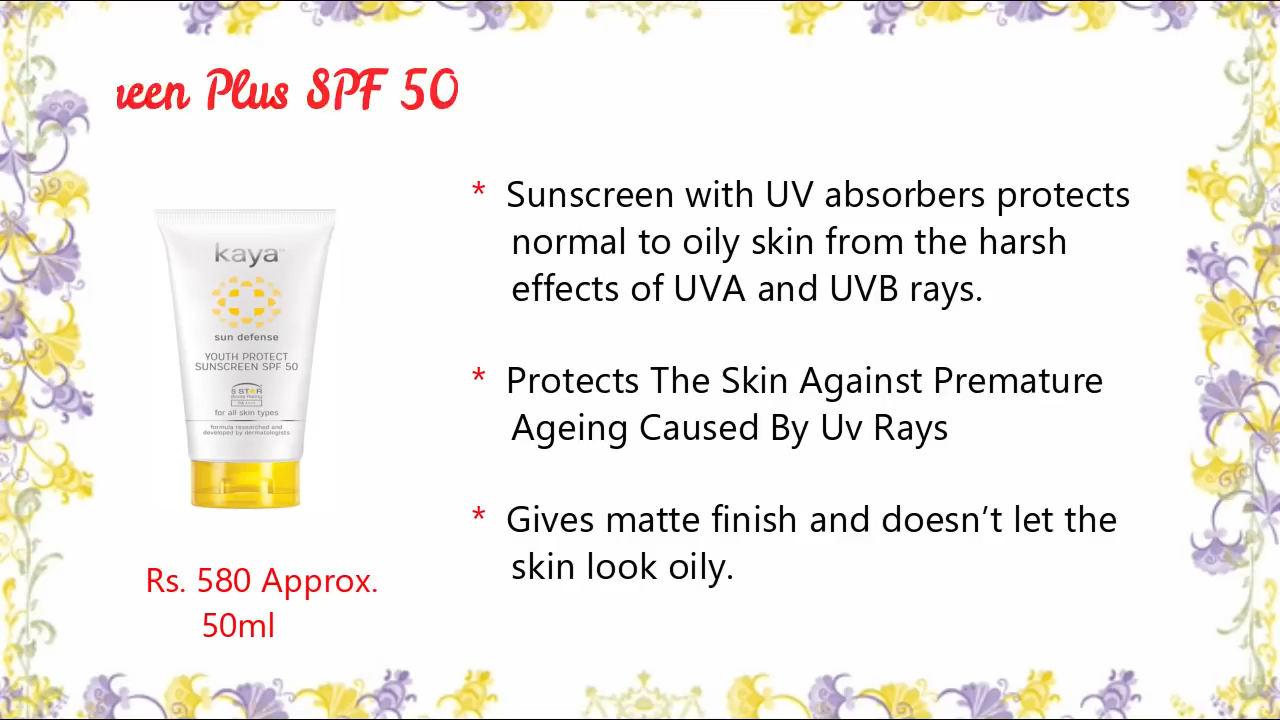 Plus SPF 50
* Sunscreen with UV absorbers protects
normal to oily skin from the harsh
effects of UVA and UVB rays.
* Protects The Skin Against Premature
Ageing Caused By Uv Rays
* Gives matte finish and doesn’t let the
skin look oily.
kaya
sun defense
YOUTH PROTECT
SUNSCREEN SPF 50
5 STAR
for all skin types
formula researched and
developed by dermatologists
Rs. 580 Approx.
50ml